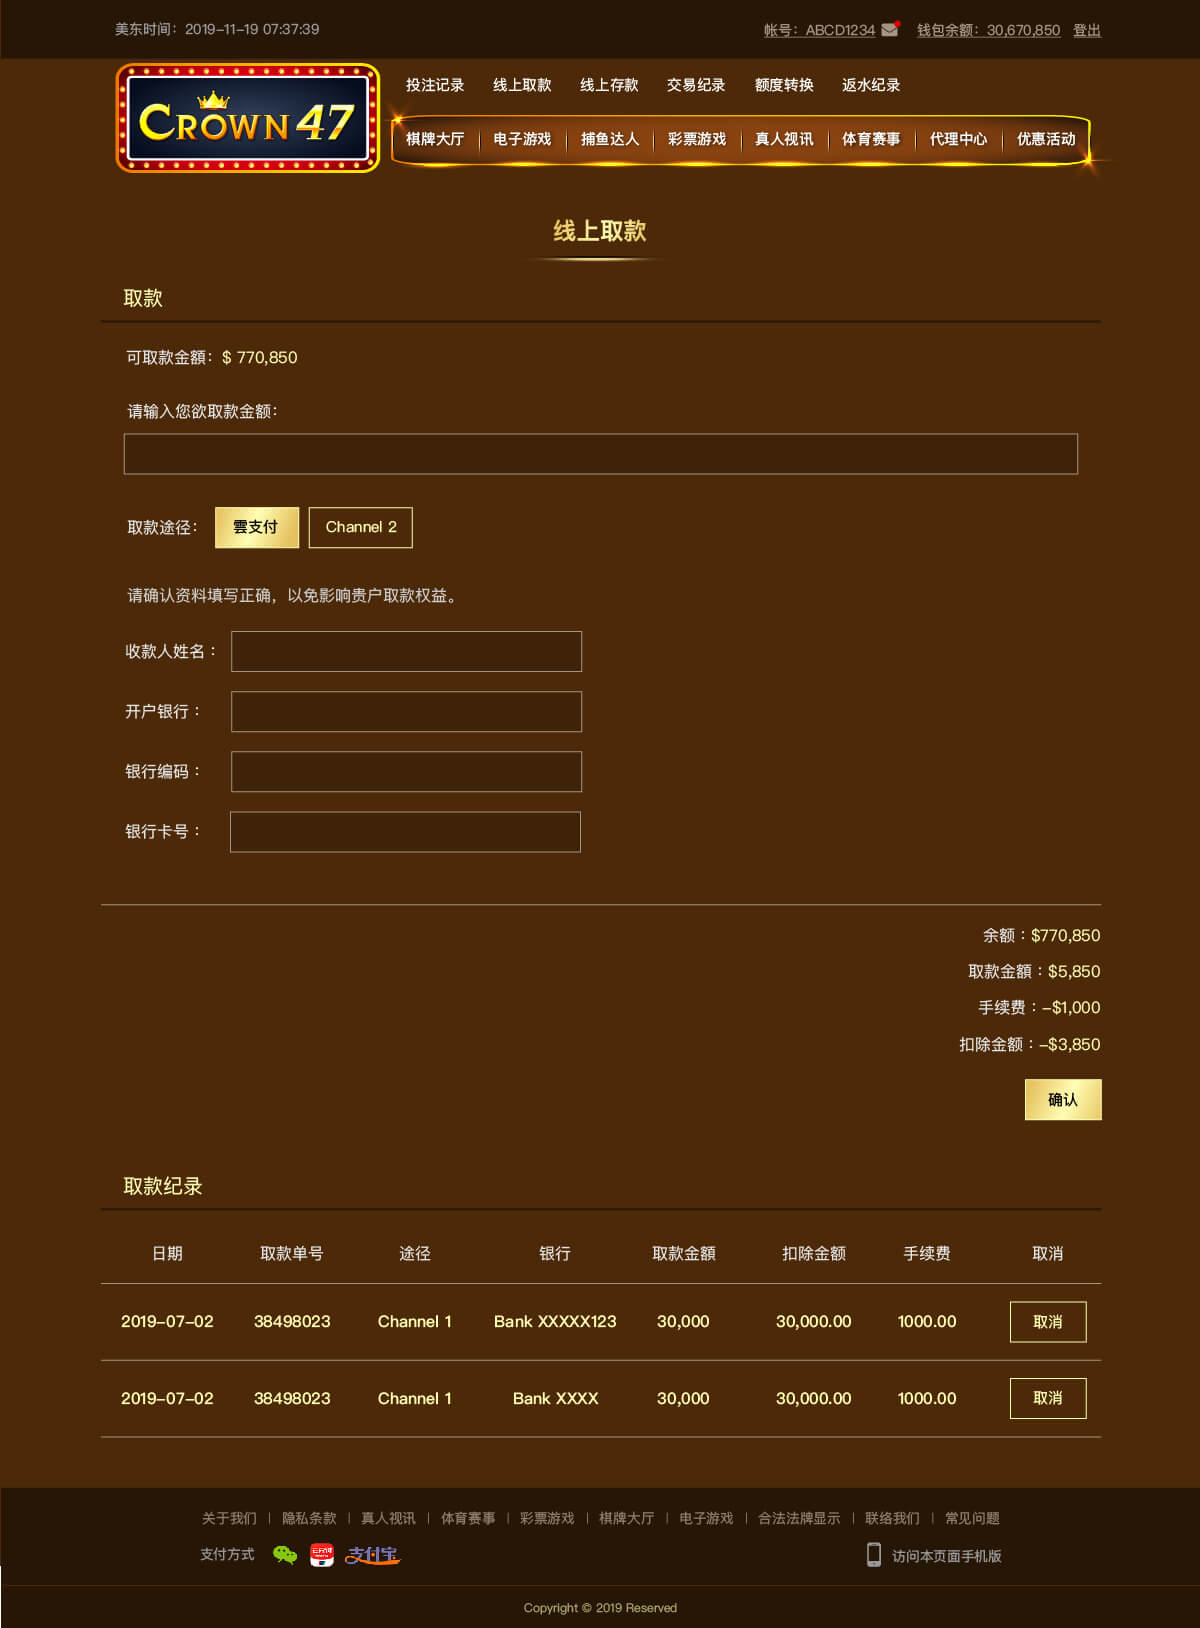 美东时间：2019-11-19 07:37:39
帐号：ABCD1234 钱包余额：30,670,850 登出
CROWN 47
投注记录 线上取款 线上存款 交易纪录 额度转换 返水纪录
棋牌大厅 电子游戏 捕鱼达人 彩票游戏 真人视讯 体育赛事 代理中心 优惠活动
线上取款
取款
可取款金额：$ 770,850
请输入您欲取款金额：
取款途径： 雲支付 Channel 2
请确认资料填写正确，以免影响贵户取款权益。
收款人姓名：
开户银行：
银行编码：
银行卡号：
余额：$770,850
取款金額：$5,850
手续费：-$1,000
扣除金额：-$3,850
确认
取款纪录
日期 取款单号 途径 银行 取款金額 扣除金额 手续费 取消
2019-07-02 38498023 Channel 1 Bank XXXXX123 30,000 30,000.00 1000.00 取消
2019-07-02 38498023 Channel 1 Bank XXXX 30,000 30,000.00 1000.00 取消
关于我们 | 隐私条款 | 真人视讯 | 体育赛事 | 彩票游戏 | 棋牌大厅 | 电子游戏 | 合法法牌显示 | 联络我们 | 常见问题
支付方式 支付宝 访问本页面手机版
Copyright © 2019 Reserved